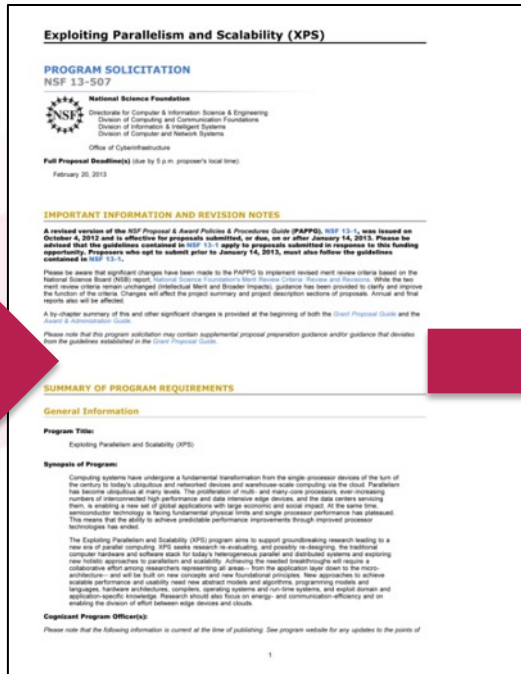 Exploiting Parallelism and Scalability (XPS)
PROGRAM SOLICITATION
NSF 13-507
NSF
National Science Foundation
Directorate for Computer & Information Science & Engineering
Division of Computing and Communication Foundations
Division of Information & Intelligent Systems
Division of Computer and Network Systems
Office of Cyberinfrastructure
Full Proposal Deadline(s) (due by 5 p.m. proposer's local time):
February 20, 2013
IMPORTANT INFORMATION AND REVISION NOTES
A revised version of the NSF Proposal & Award Policies & Procedures Guide (PAPPG), NSF 13-1, was issued on
October 4, 2012 and is effective for proposals submitted, or due, on or after January 14, 2013. Please be
advised that the guidelines contained in NSF 13-1 apply to proposals submitted in response to this funding
opportunity. Proposers who opt to submit prior to January 14, 2013, must also follow the guidelines
contained in NSF 13-1.
Please be aware that significant changes have been made to the PAPPG to implement revised merit review criteria based on the
National Science Board (NSB) report, National Science Foundation's Merit Review Criteria: Review and Revisions. While the two
merit review criteria remain unchanged (Intellectual Merit and Broader Impacts), guidance has been provided to clarify and improve
the function of the criteria. Changes will affect the project summary and project description sections of proposals. Annual and final
reports also will be affected.
A by-chapter summary of this and other significant changes is provided at the beginning of both the Grant Proposal Guide and the
Award & Administration Guide.
Please note that this program solicitation may contain supplemental proposal preparation guidance and/or guidance that deviates
from the guidelines established in the Grant Proposal Guide.
SUMMARY OF PROGRAM REQUIREMENTS
General Information
Program Title:
Exploiting Parallelism and Scalability (XPS)
Synopsis of Program:
Computing systems have undergone a fundamental transformation from the single-processor devices of the turn of
the century to today's ubiquitous and networked devices and warehouse-scale computing via the cloud. Parallelism
has become ubiquitous at many levels. The proliferation of multi- and many-core processors, ever-increasing
numbers of interconnected high performance and data intensive edge devices, and the data centers servicing
them, is enabling a new set of global applications with large economic and social impact. At the same time,
semiconductor technology is facing fundamental physical limits and single processor performance has plateaued.
This means that the ability to achieve predictable performance improvements through improved processor
technologies has ended.
The Exploiting Parallelism and Scalability (XPS) program aims to support groundbreaking research leading to a
new era of parallel computing. XPS seeks research re-evaluating, and possibly re-designing, the traditional
computer hardware and software stack for today's heterogeneous parallel and distributed systems and exploring
new holistic approaches to parallelism and scalability. Achieving the needed breakthroughs will require a
collaborative effort among researchers representing all areas-- from the application layer down to the micro-
architecture-- and will be built on new concepts and new foundational principles. New approaches to achieve
scalable performance and usability need new abstract models and algorithms, programming models and
languages, hardware architectures, compilers, operating systems and run-time systems, and exploit domain and
application-specific knowledge. Research should also focus on energy- and communication-efficiency and on
enabling the division of effort between edge devices and clouds.
Cognizant Program Officer(s):
Please note that the following information is current at the time of publishing. See program website for any updates to the points of
1